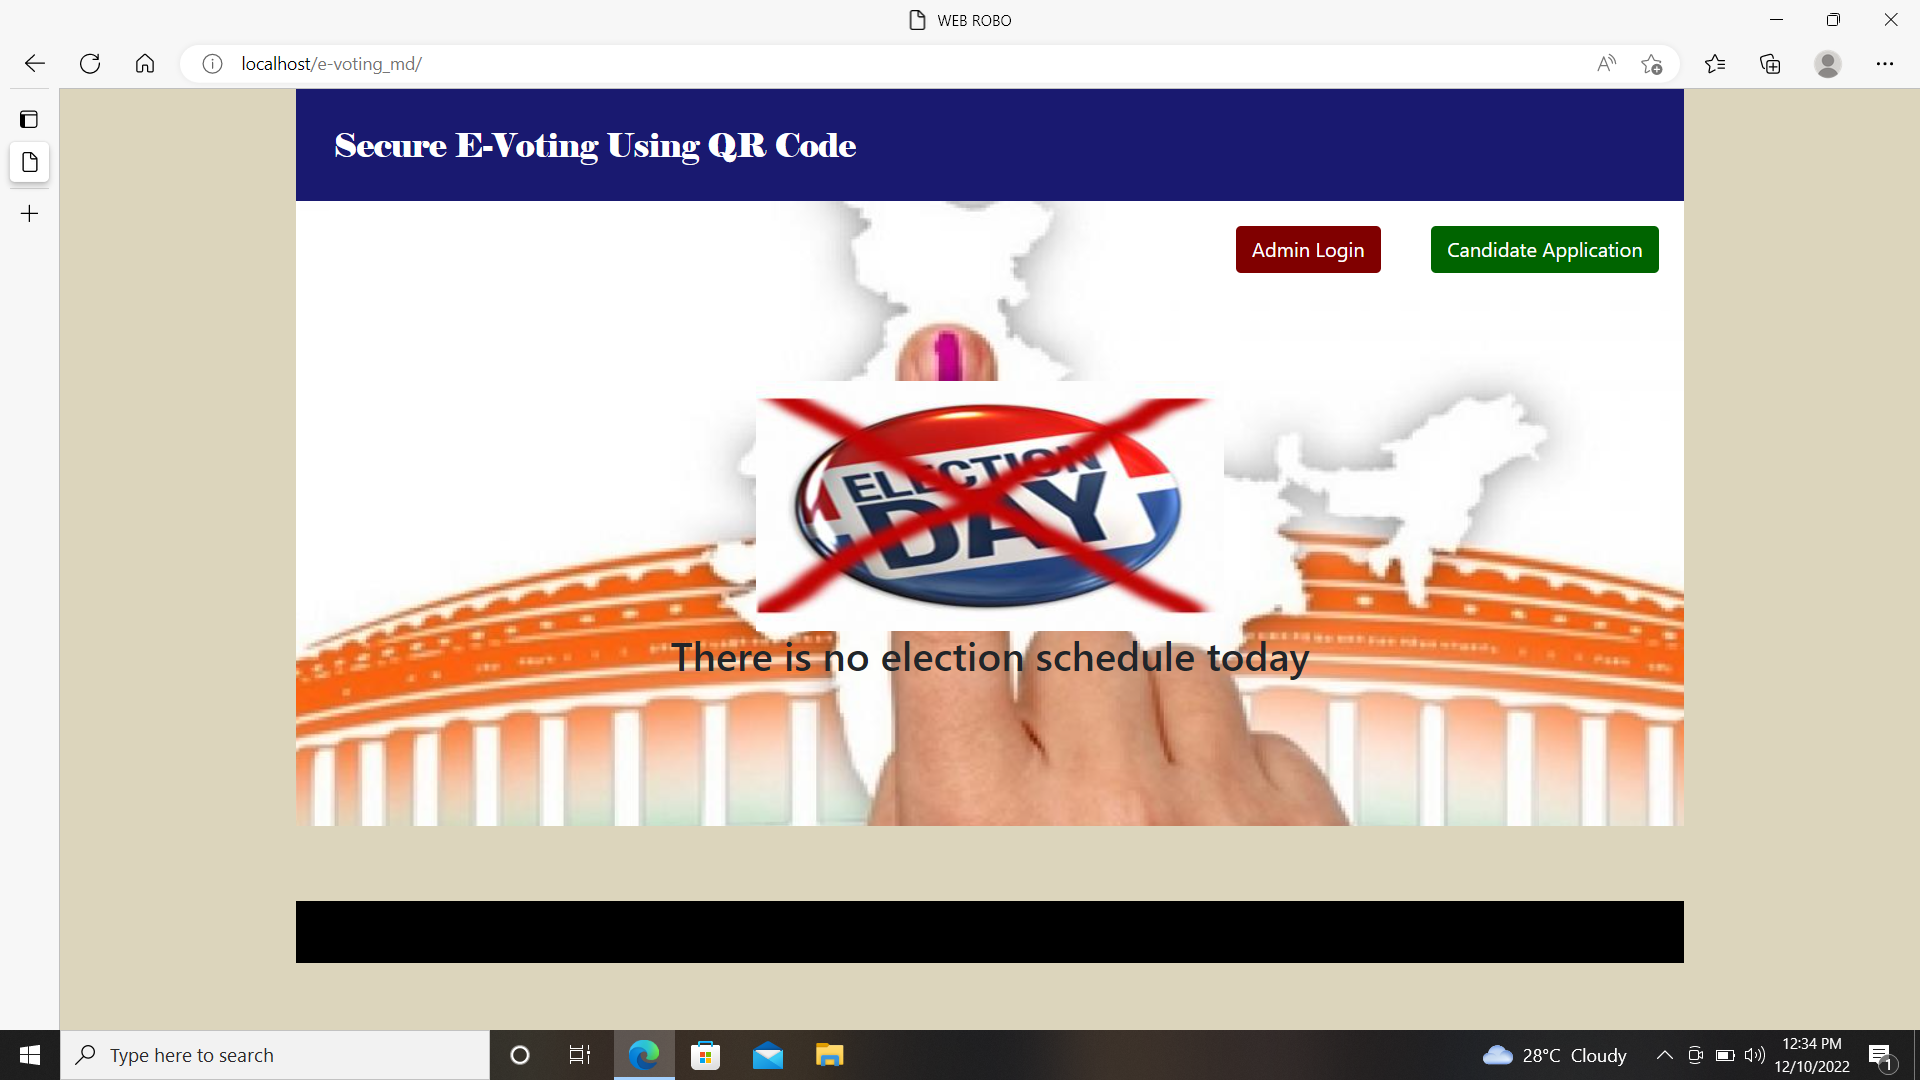 WEB ROBO
localhost/e-voting_md/
Secure E-Voting Using QR Code
Admin Login
Candidate Application
ELECTION
DAY
There is no election schedule today
Type here to search
28°C Cloudy
12:34 PM
12/10/2022
1